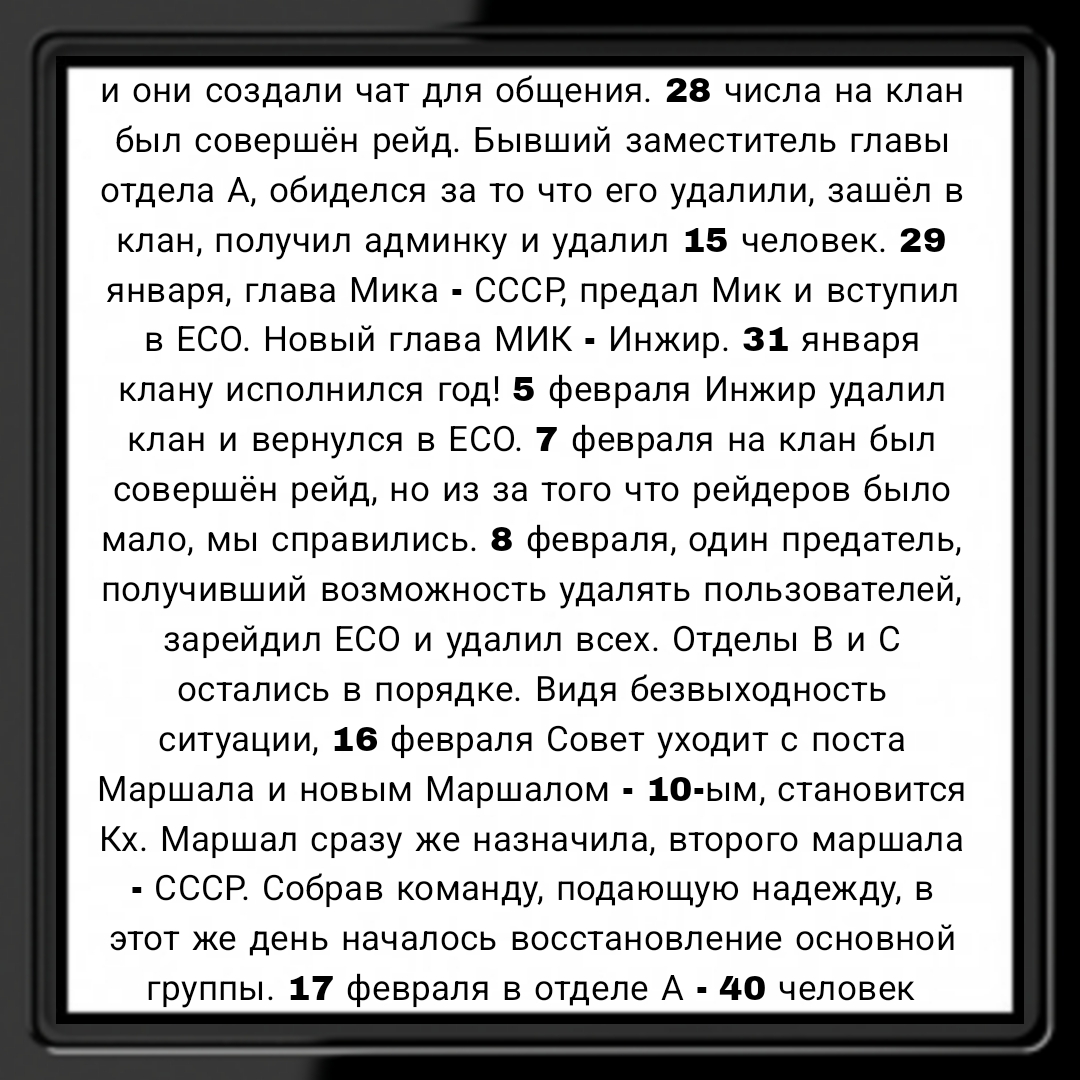 и они создали чат для общения. 28 числа на клан
был совершён рейд. Бывший заместитель главы
отдела А, обиделся за то что его удалили, зашёл в
клан, получил админку и удалил 15 человек. 29
января, глава Мика - СССР, предал Мик и вступил
в ЕСО. Новый глава МИК - Инжир. 31 января
клану исполнился год! 5 февраля Инжир удалил
клан и вернулся в ЕСО. 7 февраля на клан был
совершён рейд, но из за того что рейдеров было
мало, мы справились. 8 февраля, один предатель,
получивший возможность удалять пользователей,
зарейдил ЕСО и удалил всех. Отделы В и С
остались в порядке. Видя безвыходность
ситуации, 16 февраля Совет уходит с поста
Маршала и новым Маршалом - 10-ым, становится
Кх. Маршал сразу же назначила, второго маршала
- СССР. Собрав команду, подающую надежду, в
этот же день началось восстановление основной
группы. 17 февраля в отделе А - 40 человек